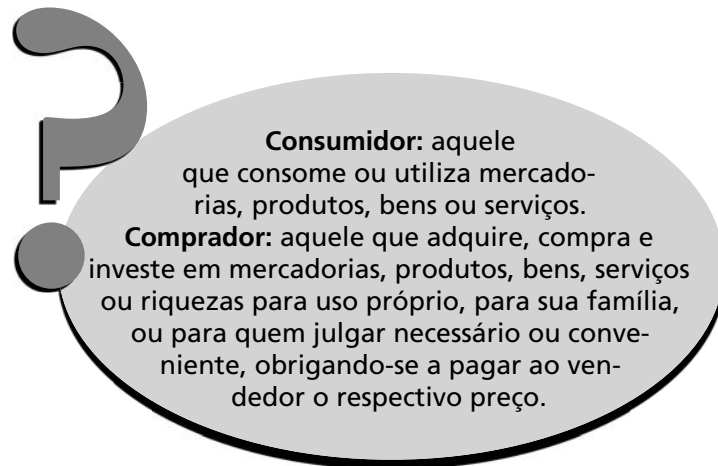 Consumidor: aquele
que consome ou utiliza mercado-
rias, produtos, bens ou serviços.
Comprador: aquele que adquire, compra e
investe em mercadorias, produtos, bens, serviços
ou riquezas para uso próprio, para sua família,
ou para quem julgar necessário ou conve-
niente, obrigando-se a pagar ao ven-
dedor o respectivo preço.